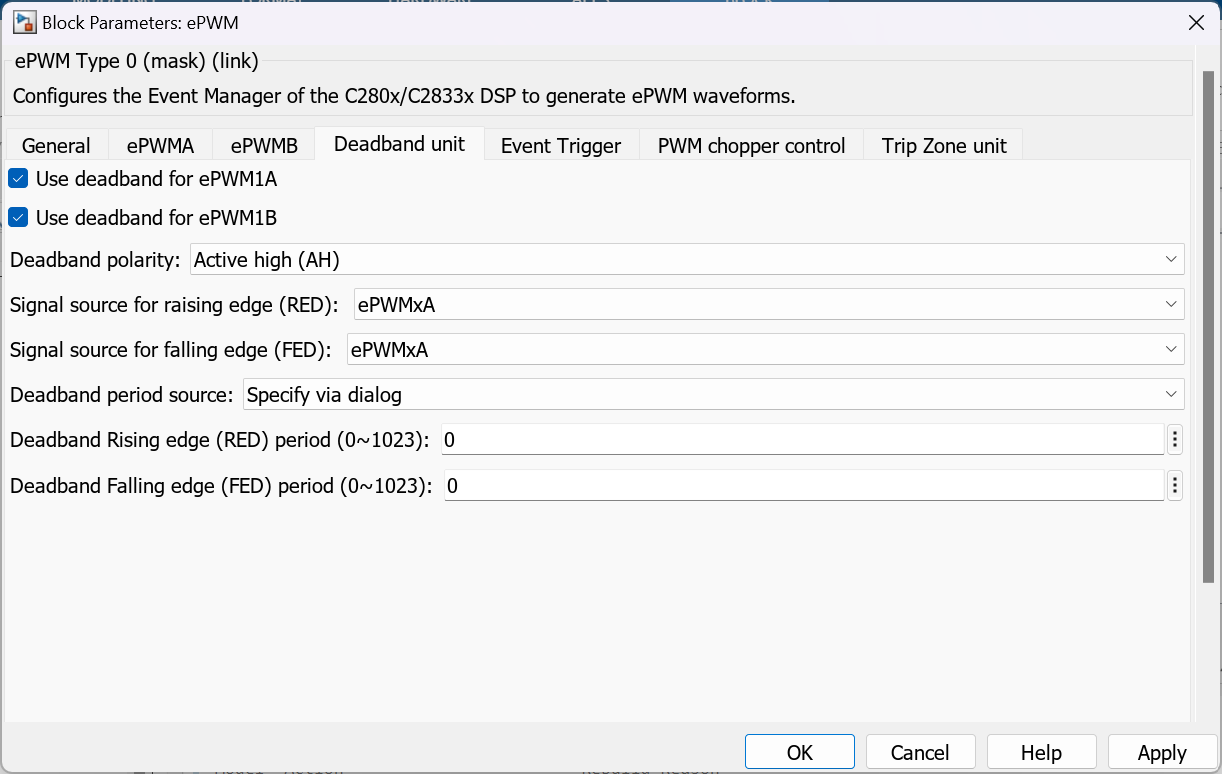 Block Parameters: ePWM
ePWM Type 0 (mask) (link)
Configures the Event Manager of the C280x/C2833x DSP to generate ePWM waveforms.
General ePWMA ePWMB Deadband unit Event Trigger PWM chopper control Trip Zone unit
Use deadband for ePWM1A
Use deadband for ePWM1B
Deadband polarity: Active high (AH)
Signal source for raising edge (RED): ePWMxA
Signal source for falling edge (FED): ePWMxA
Deadband period source: Specify via dialog
Deadband Rising edge (RED) period (0~1023): 0
Deadband Falling edge (FED) period (0~1023): 0
OK Cancel Help Apply